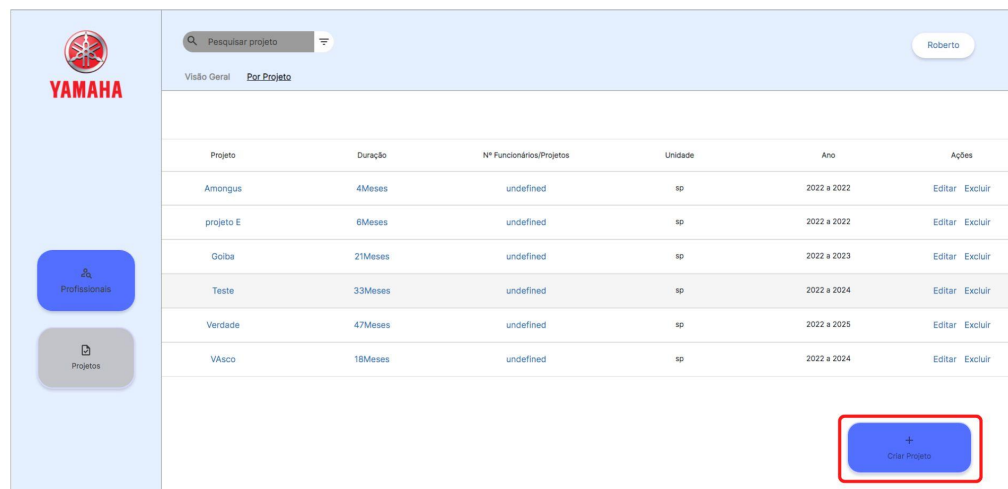 YAMAHA
Pesquisar projeto
Roberto
Visão Geral Por Projeto
Projeto Duração Nº Funcionários/Projetos Unidade Ano Ações
Amongus 4Meses undefined sp 2022 a 2022 Editar Excluir
projeto E 6Meses undefined sp 2022 a 2022 Editar Excluir
Goiba 21Meses undefined sp 2022 a 2023 Editar Excluir
Teste 33Meses undefined sp 2022 a 2024 Editar Excluir
Verdade 47Meses undefined sp 2022 a 2025 Editar Excluir
VAsco 18Meses undefined sp 2022 a 2024 Editar Excluir
Profissionais
Projetos
+
Criar Projeto